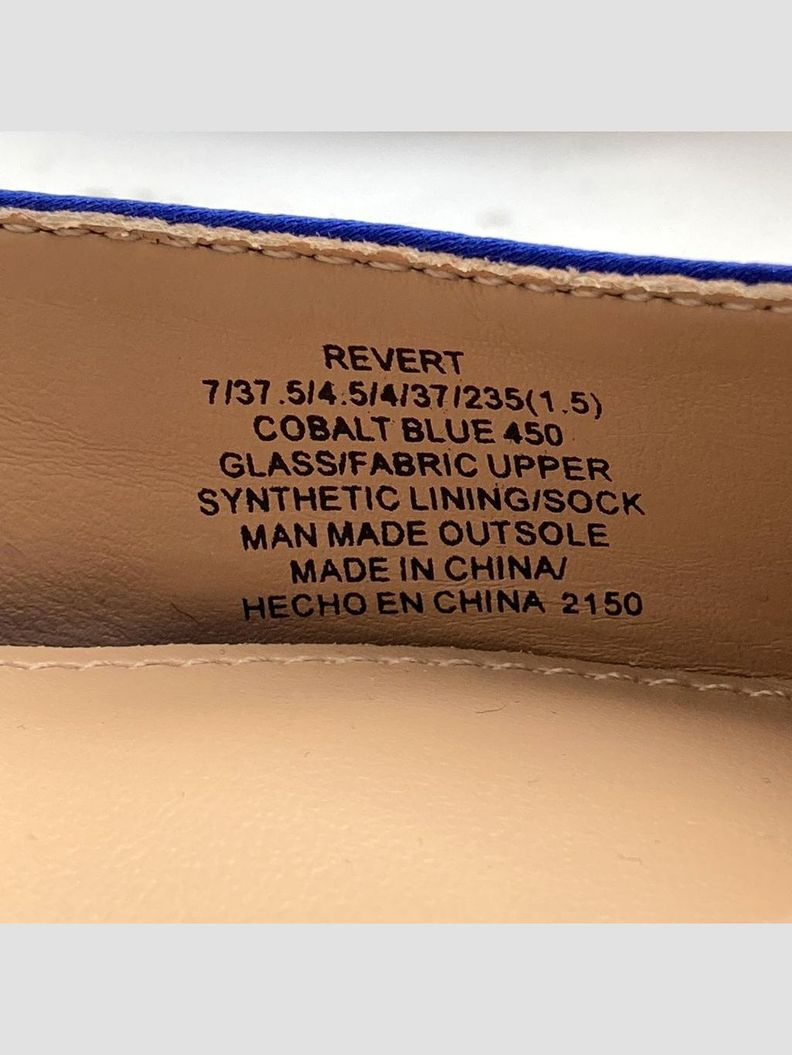 REVERT
7/37.5/4.5/4/37/235(1.5)
COBALT BLUE 450
GLASS/FABRIC UPPER
SYNTHETIC LINING/SOCK
MAN MADE OUTSOLE
MADE IN CHINA/
HECHO EN CHINA 2150